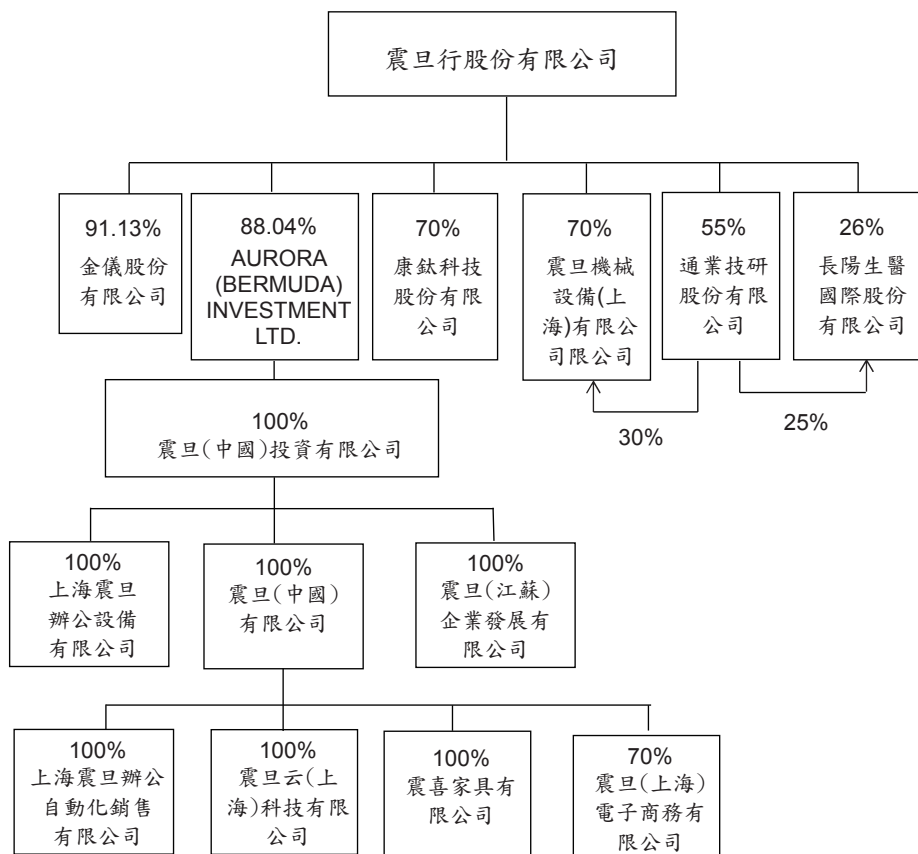 震旦行股份有限公司
91.13%
金儀股份
有限公司
88.04%
AURORA
(BERMUDA)
INVESTMENT
LTD.
70%
康鈦科技
股份有限
公司
70%
震旦機械
設備(上
海)有限公
司限公司
55%
通業技研
股份有限
公司
26%
長陽生醫
國際股份
有限公司
30%
25%
100%
震旦(中國)投資有限公司
100%
上海震旦
辦公設備
有限公司
100%
震旦(中國)
有限公司
100%
震旦(江蘇)
企業發展有
限公司
100%
上海震旦辦公
自動化銷售
有限公司
100%
震旦云(上
海)科技有限
公司
100%
震喜家具有
限公司
70%
震旦(上海)
電子商務有
限公司